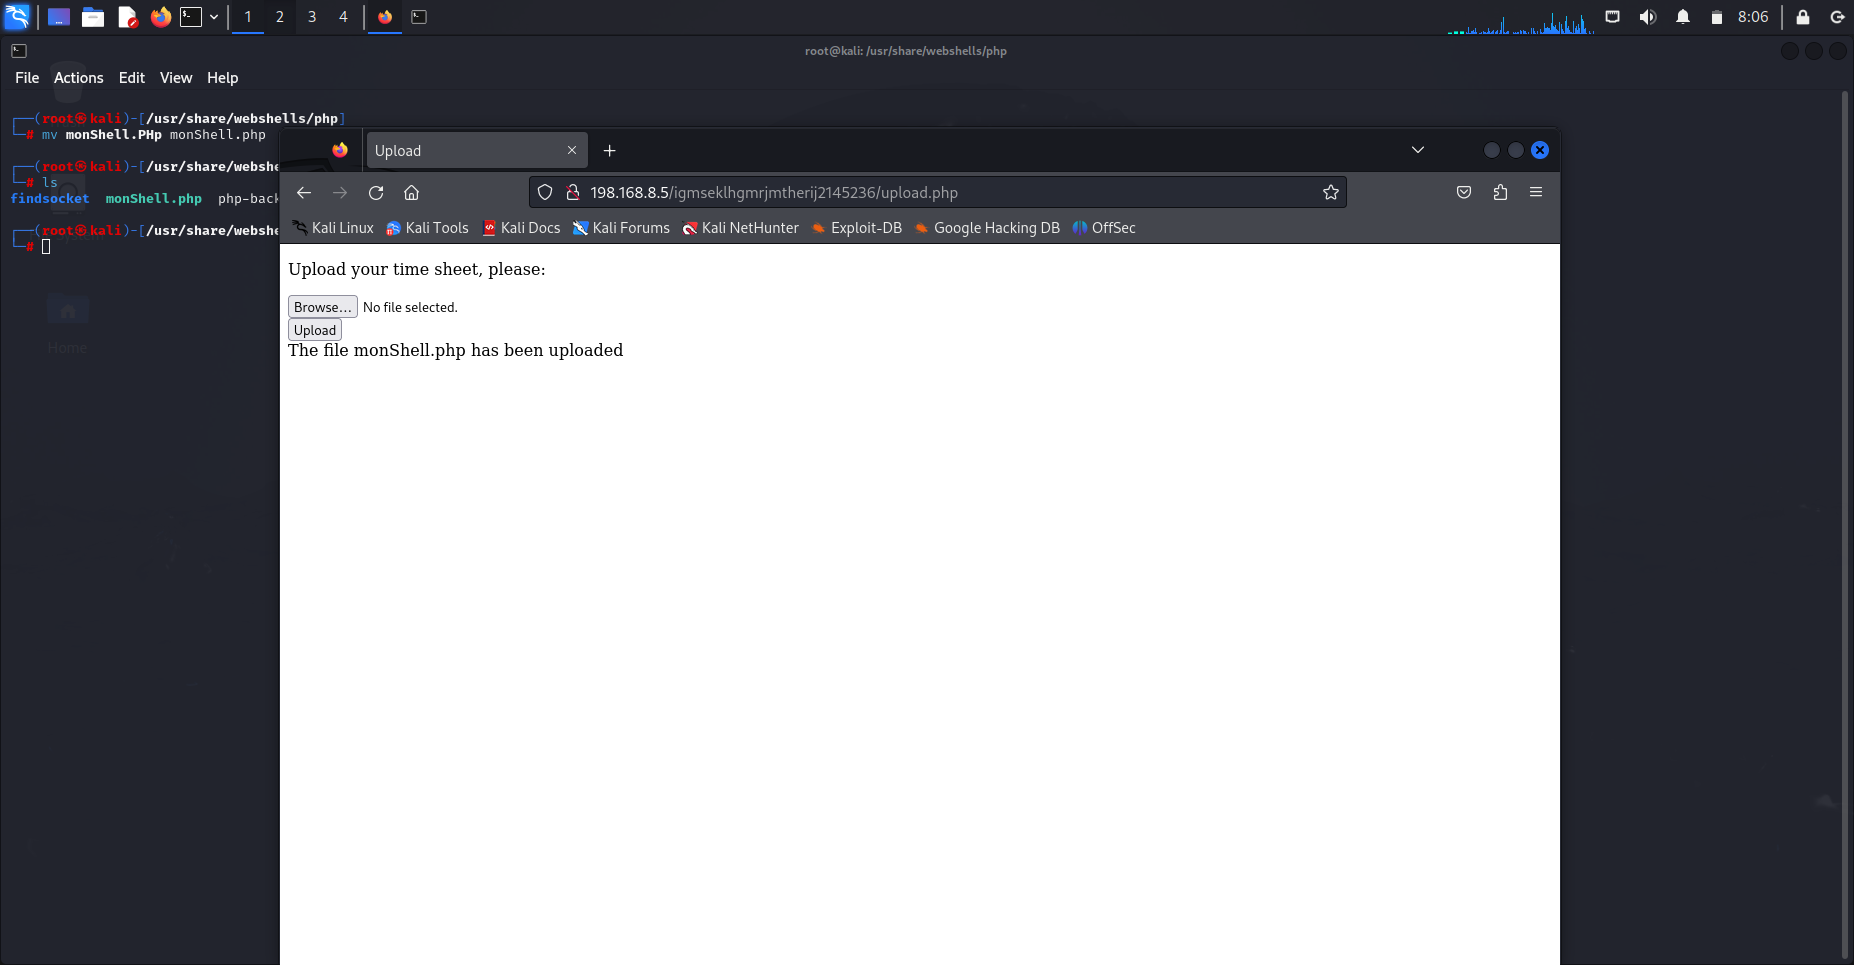 1 2 3 4 8:06
root@kali: /usr/share/webshells/php
File Actions Edit View Help
┌──(root㉿kali)-[/usr/share/webshells/php]
└─# mv monShell.PHp monShell.php
┌──(root㉿kali)-[/usr/share/webshe
└─# ls
findsocket monShell.php php-back
┌──(root㉿kali)-[/usr/share/webshe
└─#
Home
Upload
198.168.8.5/igmseklhgmrjmtherij2145236/upload.php
Kali Linux Kali Tools Kali Docs Kali Forums Kali NetHunter Exploit-DB Google Hacking DB OffSec
Upload your time sheet, please:
Browse... No file selected.
Upload
The file monShell.php has been uploaded